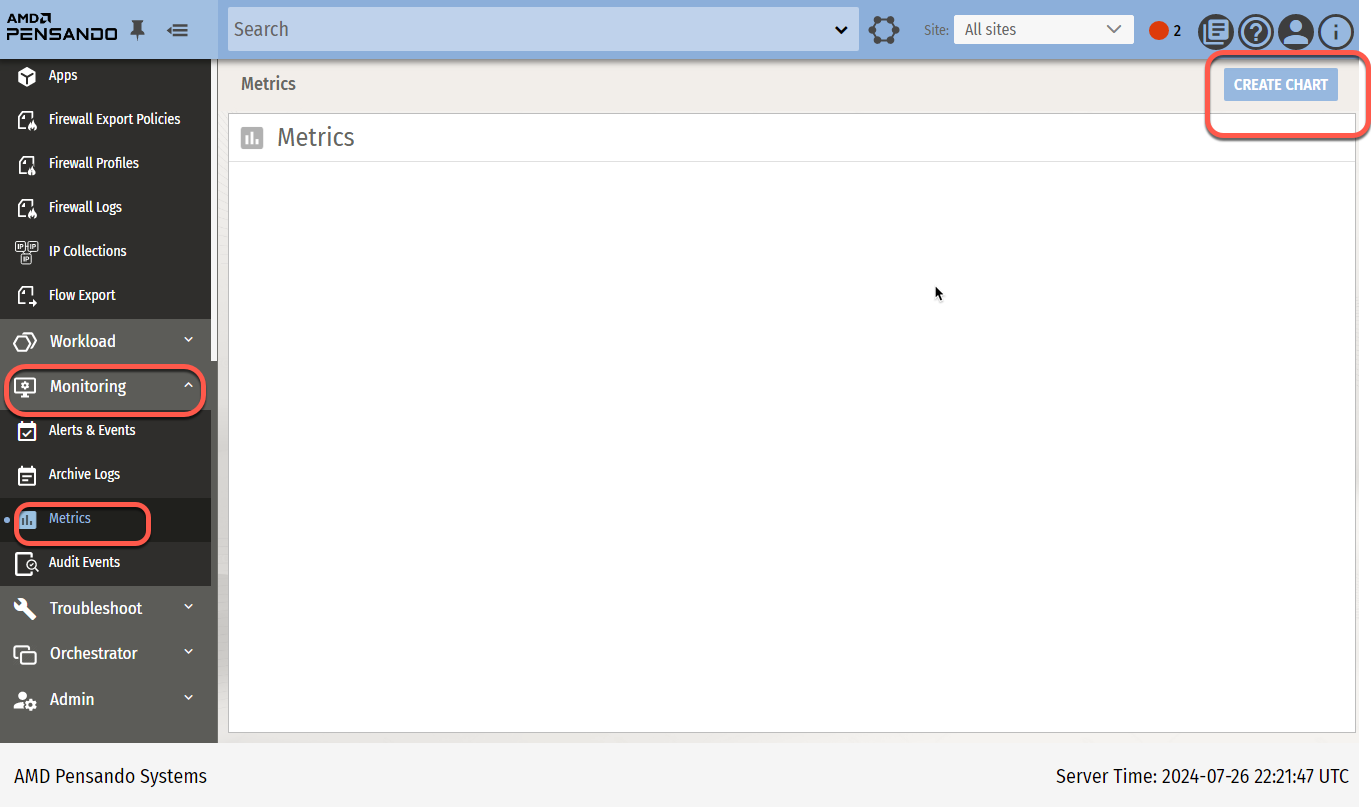 AMD
PENSANDO
Search
Site:
All sites
2
Apps
Firewall Export Policies
Firewall Profiles
Firewall Logs
IP IP
IP
IP Collections
Flow Export
Workload
Monitoring
Alerts & Events
Archive Logs
Metrics
Audit Events
Troubleshoot
Orchestrator
Admin
Metrics
CREATE CHART
Metrics
AMD Pensando Systems
Server Time: 2024-07-26 22:21:47 UTC